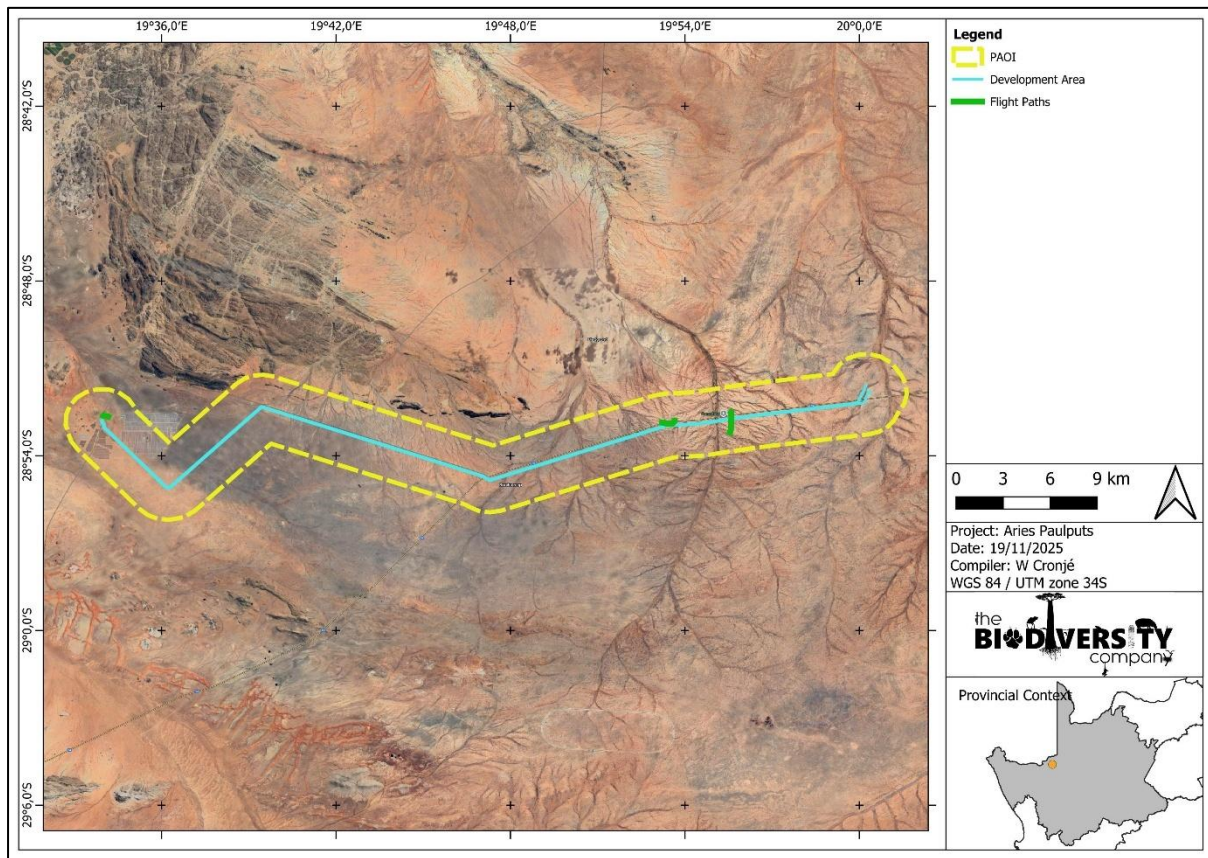 19°36,0'E 19°42,0'E 19°48,0'E 19°54,0'E 20°0,0'E
28°42,0'S
28°48,0'S
28°54,0'S
29°0,0'S
29°6,0'S
Legend
PAOI
Development Area
Flight Paths
0 3 6 9 km
Project: Aries Paulputs
Date: 19/11/2025
Compiler: W Cronjé
WGS 84 / UTM zone 34S
the
BIODIVERSITY
company
Provincial Context